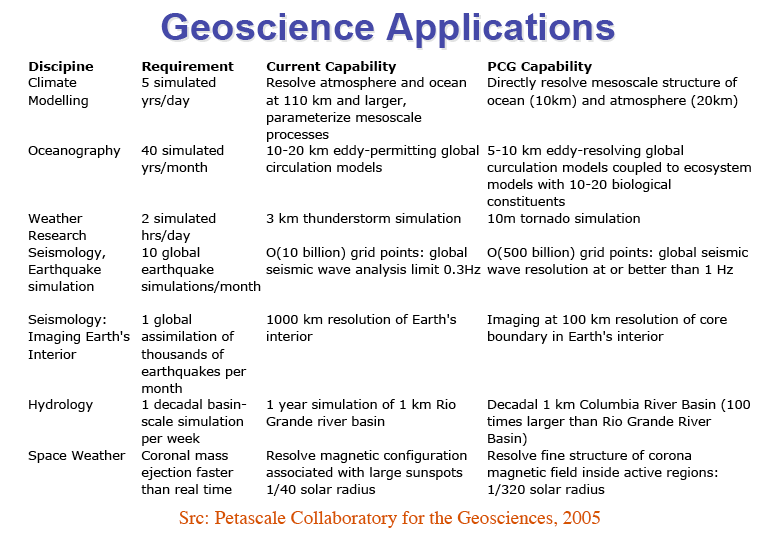 Geoscience Applications
Discipine Requirement Current Capability PCG Capability
Climate 5 simulated Resolve atmosphere and ocean Directly resolve mesoscale structure of
Modelling yrs/day at 110 km and larger, ocean (10km) and atmosphere (20km)
parameterize mesoscale
processes
Oceanography 40 simulated 10-20 km eddy-permitting global 5-10 km eddy-resolving global
yrs/month circulation models curculation models coupled to ecosystem
models with 10-20 biological
constituents
Weather 2 simulated 3 km thunderstorm simulation 10m tornado simulation
Research hrs/day
Seismology, 10 global O(10 billion) grid points: global O(500 billion) grid points: global seismic
Earthquake earthquake seismic wave analysis limit 0.3Hz wave resolution at or better than 1 Hz
simulation simulations/month
Seismology: 1 global 1000 km resolution of Earth's Imaging at 100 km resolution of core
Imaging Earth's assimilation of interior boundary in Earth's interior
Interior thousands of
earthquakes per
month
Hydrology 1 decadal basin- 1 year simulation of 1 km Rio Decadal 1 km Columbia River Basin (100
scale simulation Grande river basin times larger than Rio Grande River
per week Basin)
Space Weather Coronal mass Resolve magnetic configuration Resolve fine structure of corona
ejection faster associated with large sunspots magnetic field inside active regions:
than real time 1/40 solar radius 1/320 solar radius
Src: Petascale Collaboratory for the Geosciences, 2005